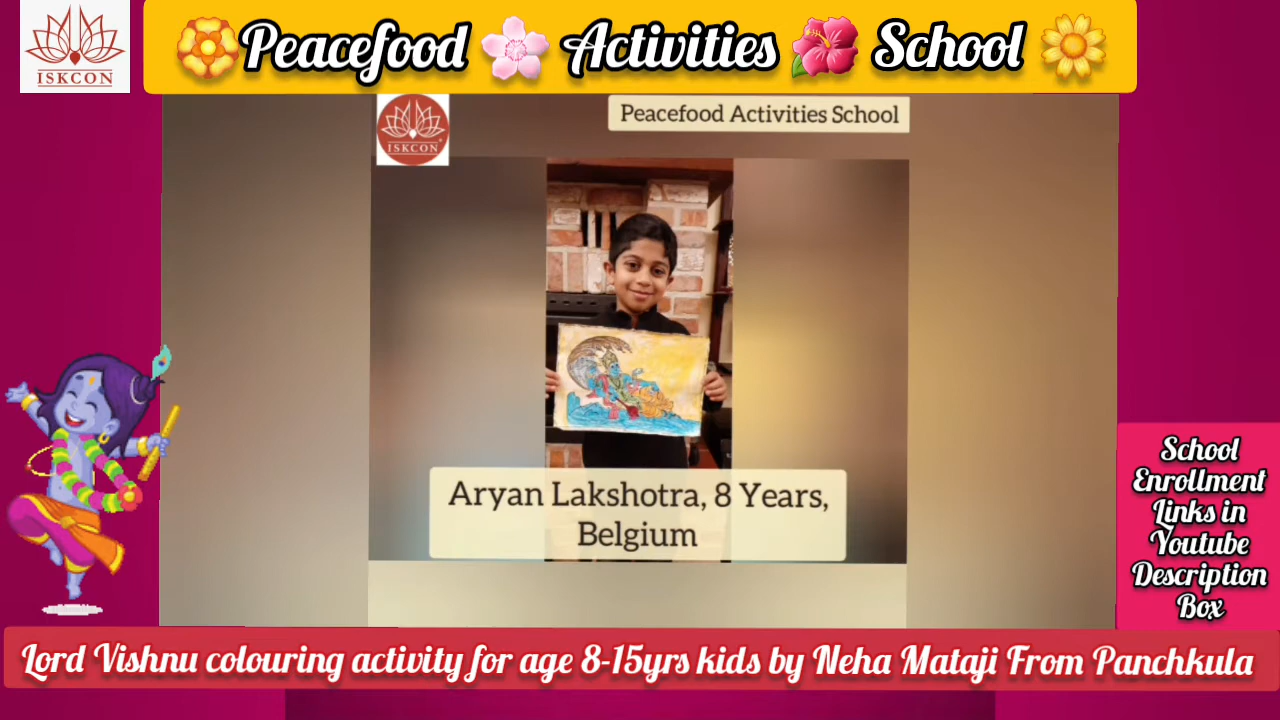 ISKCON
Peacefood Activities School
ISKCON
Peacefood Activities School
Aryan Lakshotra, 8 Years,
Belgium
School
Enrollment
Links in
Youtube
Description
Box
Lord Vishnu colouring activity for age 8-15yrs kids by Neha Mataji From Panchkula